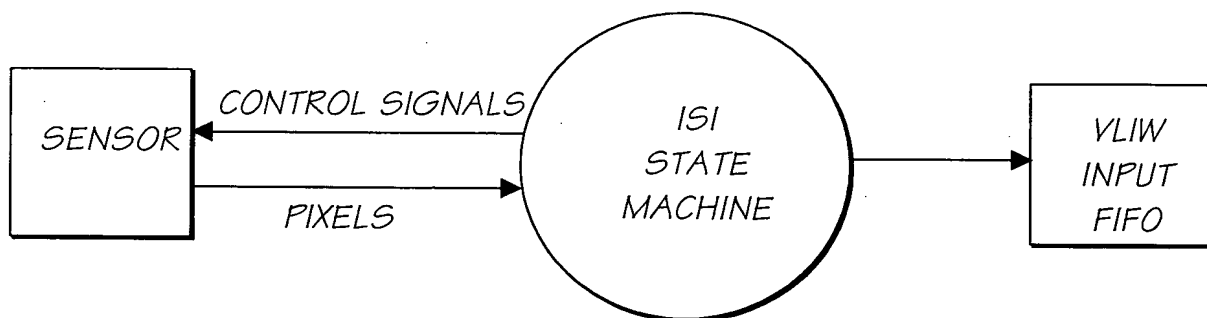 SENSOR
CONTROL SIGNALS
PIXELS
ISI
STATE
MACHINE
VLIW
INPUT
FIFO